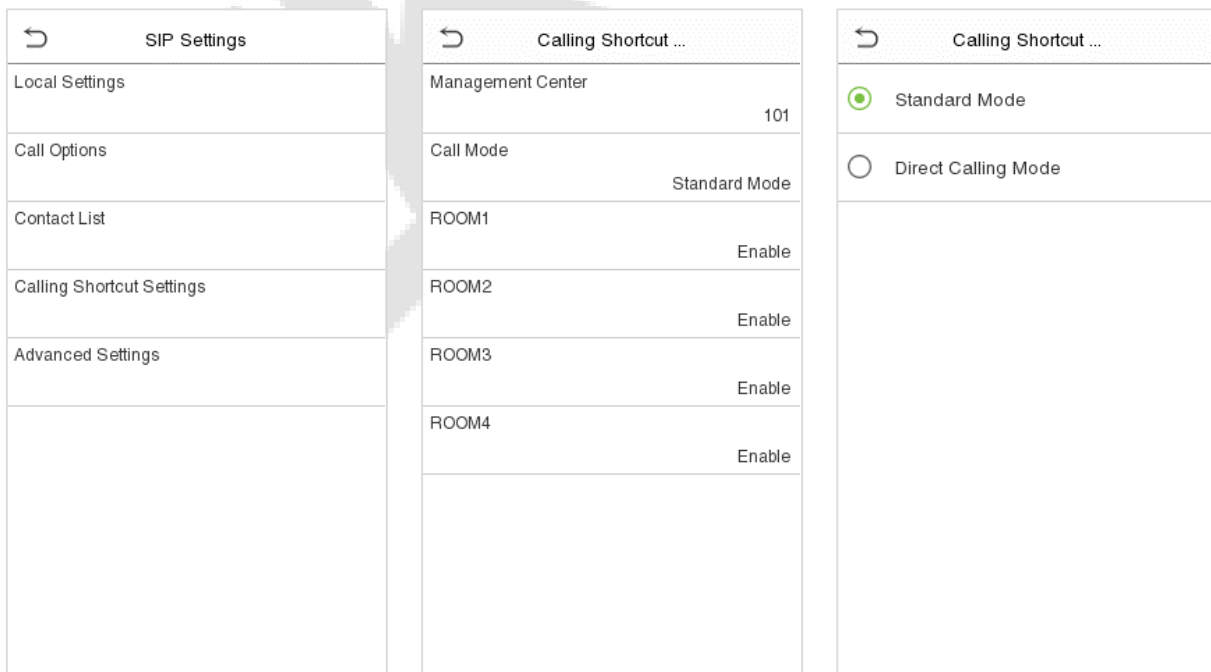 SIP Settings
Local Settings
Call Options
Contact List
Calling Shortcut Settings
Advanced Settings
Calling Shortcut ...
Management Center
101
Call Mode
Standard Mode
ROOM1
Enable
ROOM2
Enable
ROOM3
Enable
ROOM4
Enable
Calling Shortcut ...
Standard Mode
Direct Calling Mode